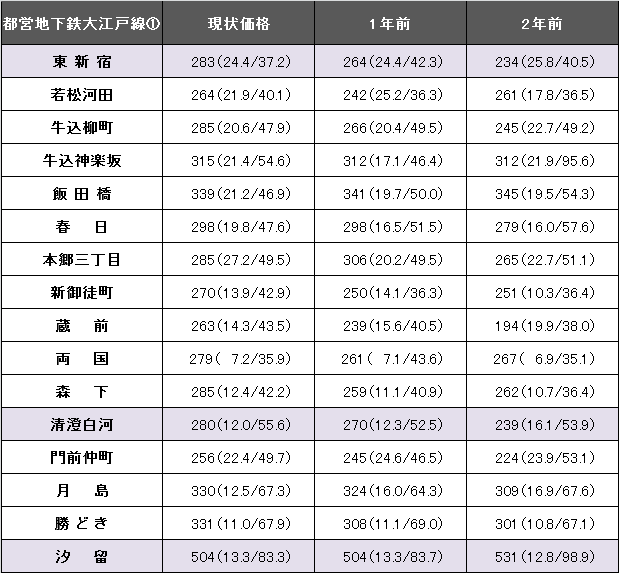 都営地下鉄大江戸線① 現状価格 1年前 2年前
東新宿 283(24.4/37.2) 264(24.4/42.3) 234(25.8/40.5)
若松河田 264(21.9/40.1) 242(25.2/36.3) 261(17.8/36.5)
牛込柳町 285(20.6/47.9) 266(20.4/49.5) 245(22.7/49.2)
牛込神楽坂 315(21.4/54.6) 312(17.1/46.4) 312(21.9/95.6)
飯田橋 339(21.2/46.9) 341(19.7/50.0) 345(19.5/54.3)
春日 298(19.8/47.6) 298(16.5/51.5) 279(16.0/57.6)
本郷三丁目 285(27.2/49.5) 306(20.2/49.5) 265(22.7/51.1)
新御徒町 270(13.9/42.9) 250(14.1/36.3) 251(10.3/36.4)
蔵前 263(14.3/43.5) 239(15.6/40.5) 194(19.9/38.0)
両国 279( 7.2/35.9) 261( 7.1/43.6) 267( 6.9/35.1)
森下 285(12.4/42.2) 259(11.1/40.9) 262(10.7/36.4)
清澄白河 280(12.0/55.6) 270(12.3/52.5) 239(16.1/53.9)
門前仲町 256(22.4/49.7) 245(24.6/46.5) 224(23.9/53.1)
月島 330(12.5/67.3) 324(16.0/64.3) 309(16.9/67.6)
勝どき 331(11.0/67.9) 308(11.1/69.0) 301(10.8/67.1)
汐留 504(13.3/83.3) 504(13.3/83.7) 531(12.8/98.9)